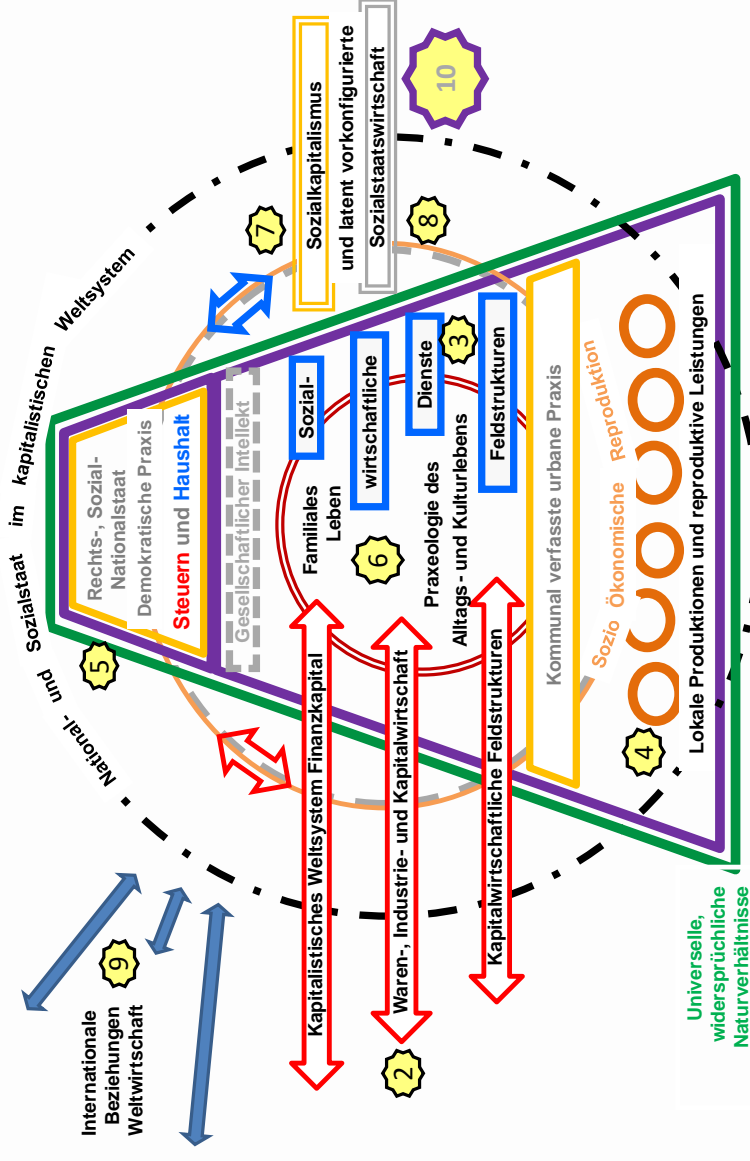 National- und Sozialstaat im kapitalistischen Weltsystem
Internationale
Beziehungen
Weltwirtschaft
9
5
7
Rechts-, Sozial-
Nationalstaat
Demokratische Praxis
Steuern und Haushalt
Gesellschaftlicher Intellekt
Kapitalistisches Weltsystem Finanzkapital
Familiales
Leben
Sozial-
Sozialkapitalismus
und latent vorkonfigurierte
Sozialstaatswirtschaft
2
Waren-, Industrie- und Kapitalwirtschaft
6
wirtschaftliche
8
10
Praxeologie des
Alltags - und Kulturlebens
Dienste
3
Kapitalwirtschaftliche Feldstrukturen
Feldstrukturen
Kommunal verfasste urbane Praxis
Sozio Ökonomische Reproduktion
4
Lokale Produktionen und reproduktive Leistungen
Universelle,
widersprüchliche
Naturverhältnisse